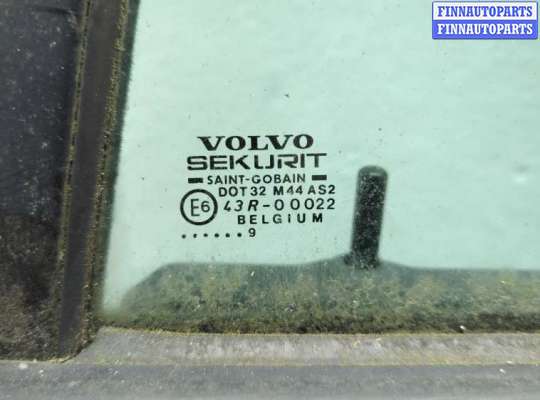 FINNAUTOPARTS
FINNAUTOPARTS
VOLVO
SEKURIT
SAINT-GOBAIN
DOT 32 M44 AS2
E6 43R-00022
BELGIUM
...... 9